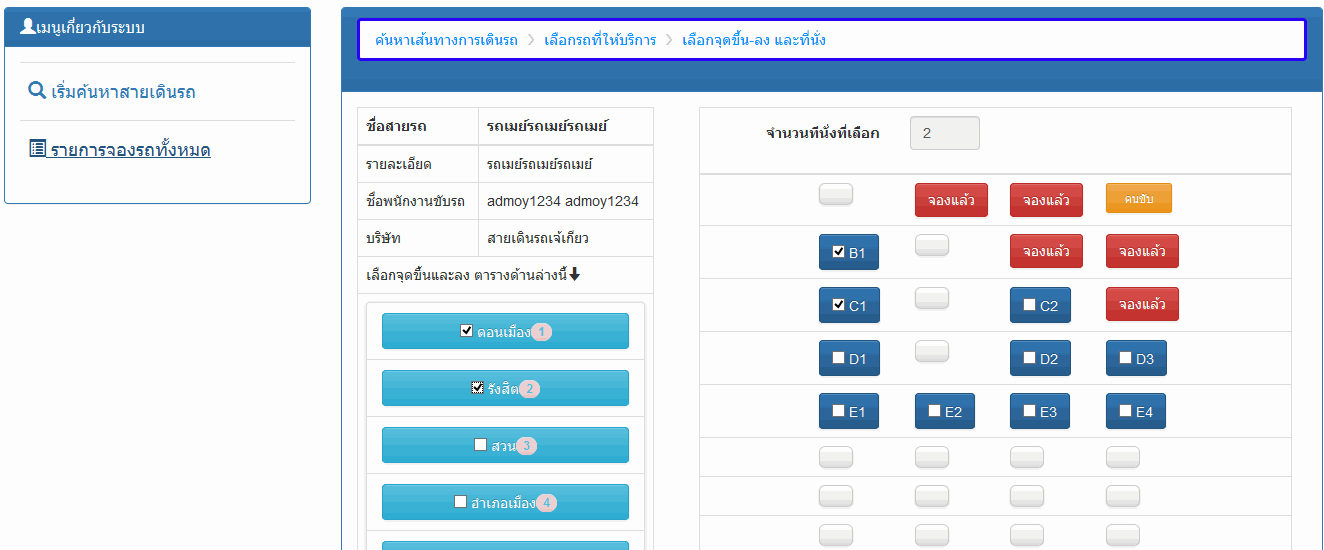 เมนูเกี่ยวกับระบบ
เริ่มค้นหาสายเดินรถ
รายการจองรถทั้งหมด
ค้นหาเส้นทางการเดินรถ เลือกรถที่ให้บริการ เลือกจุดขึ้น-ลง และที่นั่ง
ชื่อสายรถ รถเมย์รถเมย์รถเมย์
รายละเอียด รถเมย์รถเมย์รถเมย์
ชื่อพนักงานขับรถ admoy1234 admoy1234
บริษัท สายเดินรถเจ้เกียว
เลือกจุดขึ้นและลง ตารางด้านล่างนี้
ดอนเมือง 1
รังสิต 2
สวน 3
อำเภอเมือง 4
จำนวนที่นั่งที่เลือก 2
จองแล้ว จองแล้ว คนขับ
B1 จองแล้ว จองแล้ว
C1 C2 จองแล้ว
D1 D2 D3
E1 E2 E3 E4